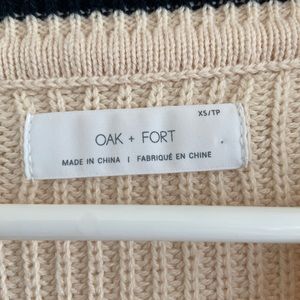 XS/TP
OAK + FORT
MADE IN CHINA | FABRIQUÉ EN CHINE